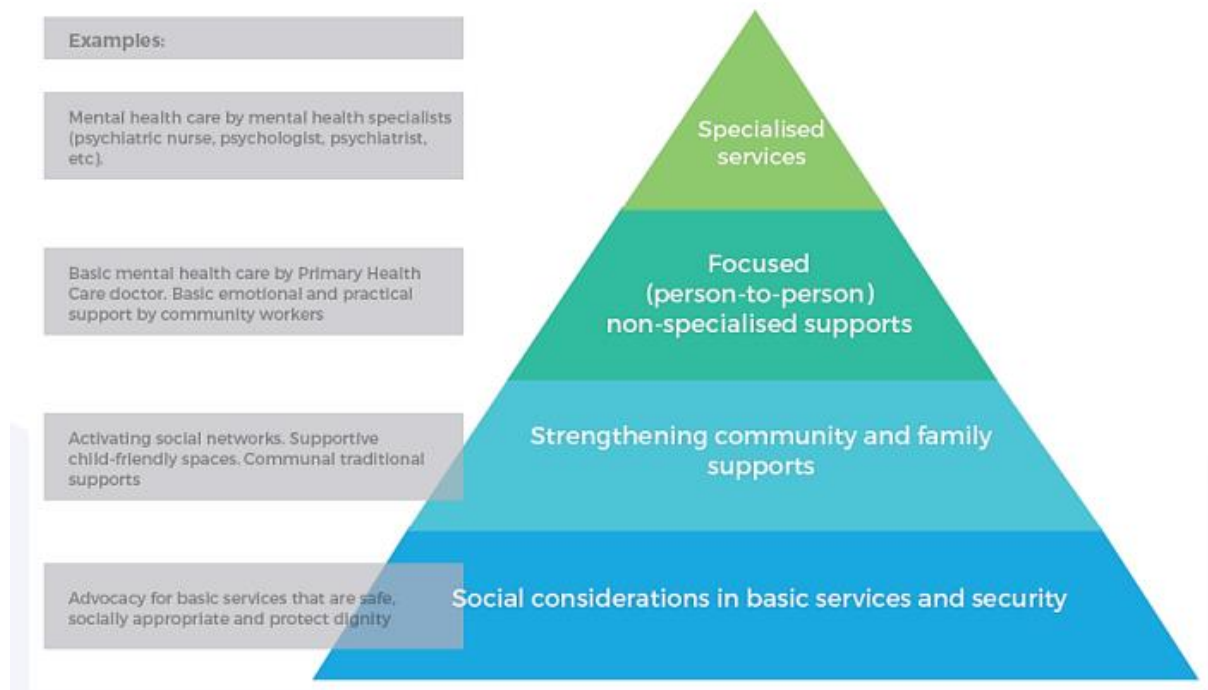 Examples:
Mental health care by mental health specialists
(psychiatric nurse, psychologist, psychiatrist,
etc).
Specialised
services
Basic mental health care by Primary Health
Care doctor. Basic emotional and practical
support by community workers
Focused
(person-to-person)
non-specialised supports
Activating social networks. Supportive
child-friendly spaces. Communal traditional
supports
Strengthening community and family
supports
Advocacy for basic services that are safe,
socially appropriate and protect dignity
Social considerations in basic services and security